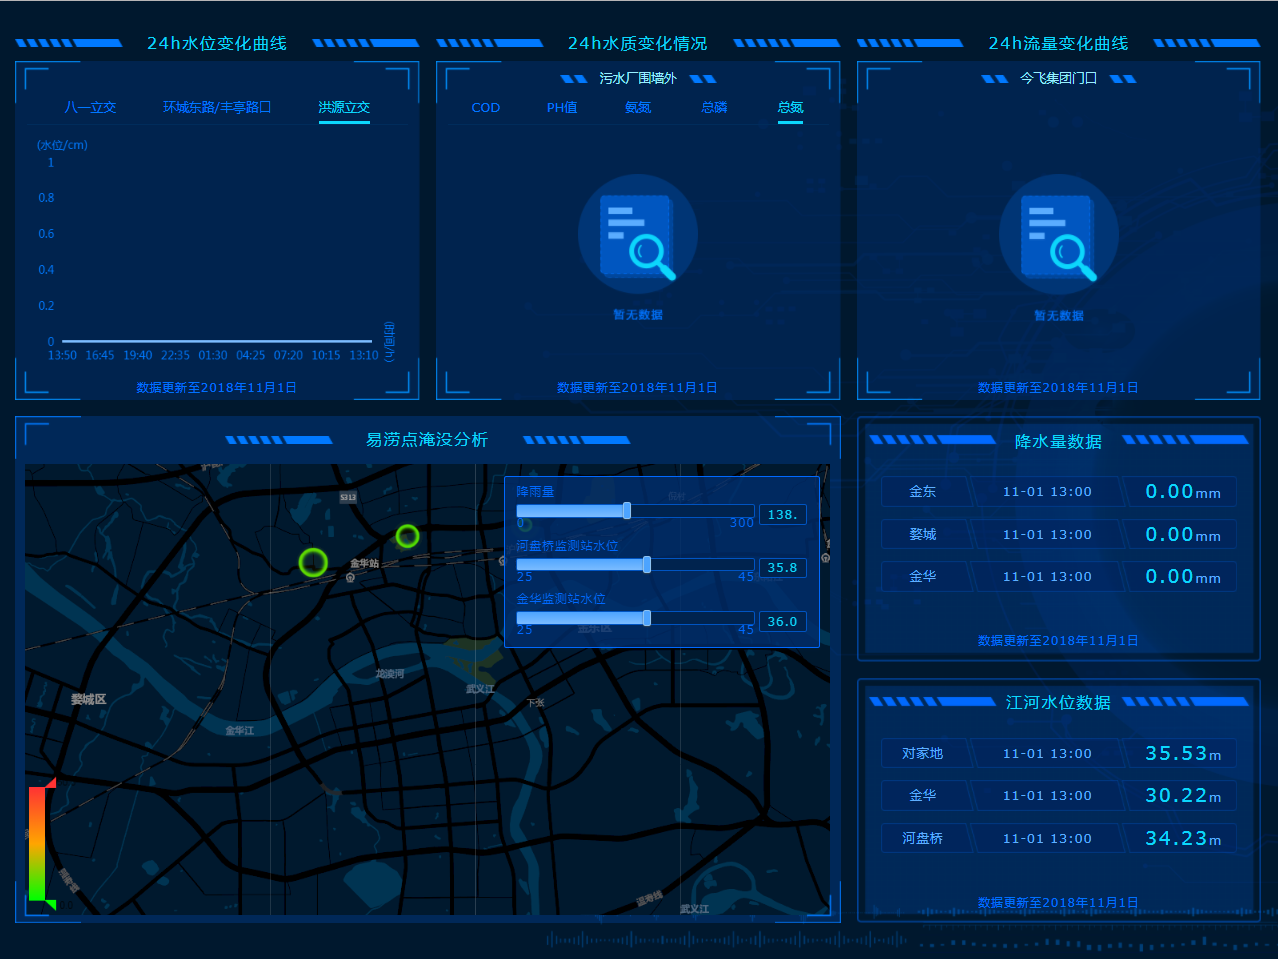 24h水位变化曲线
八一立交 环城东路/丰亭路口 洪源立交
(水位/cm)
1
0.8
0.6
0.4
0.2
0
13:50 16:45 19:40 22:35 01:30 04:25 07:20 10:15 13:10
(时间/h)
数据更新至2018年11月1日
24h水质变化情况
污水厂围墙外
COD PH值 氨氮 总磷 总氮
暂无数据
数据更新至2018年11月1日
24h流量变化曲线
今飞集团门口
暂无数据
数据更新至2018年11月1日
易涝点淹没分析
降雨量
0 300 138.
河盘桥监测站水位
25 45 35.8
金华监测站水位
25 45 36.0
S313
金华站
金东区
龙浚河
武义江
婺城区
下张
金华江
武义江
降水量数据
金东 11-01 13:00 0.00mm
婺城 11-01 13:00 0.00mm
金华 11-01 13:00 0.00mm
数据更新至2018年11月1日
江河水位数据
对家地 11-01 13:00 35.53m
金华 11-01 13:00 30.22m
河盘桥 11-01 13:00 34.23m
数据更新至2018年11月1日